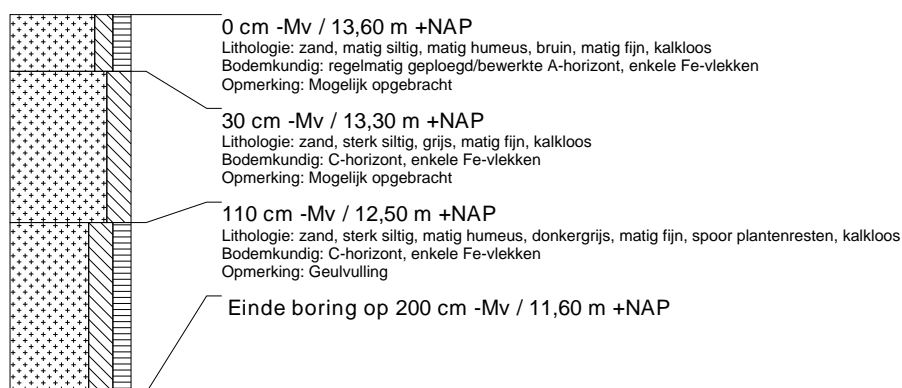 0 cm -Mv / 13,60 m +NAP
Lithologie: zand, matig siltig, matig humeus, bruin, matig fijn, kalkloos
Bodemkundig: regelmatig geploegd/bewerkte A-horizont, enkele Fe-vlekken
Opmerking: Mogelijk opgebracht
30 cm -Mv / 13,30 m +NAP
Lithologie: zand, sterk siltig, grijs, matig fijn, kalkloos
Bodemkundig: C-horizont, enkele Fe-vlekken
Opmerking: Mogelijk opgebracht
110 cm -Mv / 12,50 m +NAP
Lithologie: zand, sterk siltig, matig humeus, donkergrijs, matig fijn, spoor plantenresten, kalkloos
Bodemkundig: C-horizont, enkele Fe-vlekken
Opmerking: Geulvulling
Einde boring op 200 cm -Mv / 11,60 m +NAP